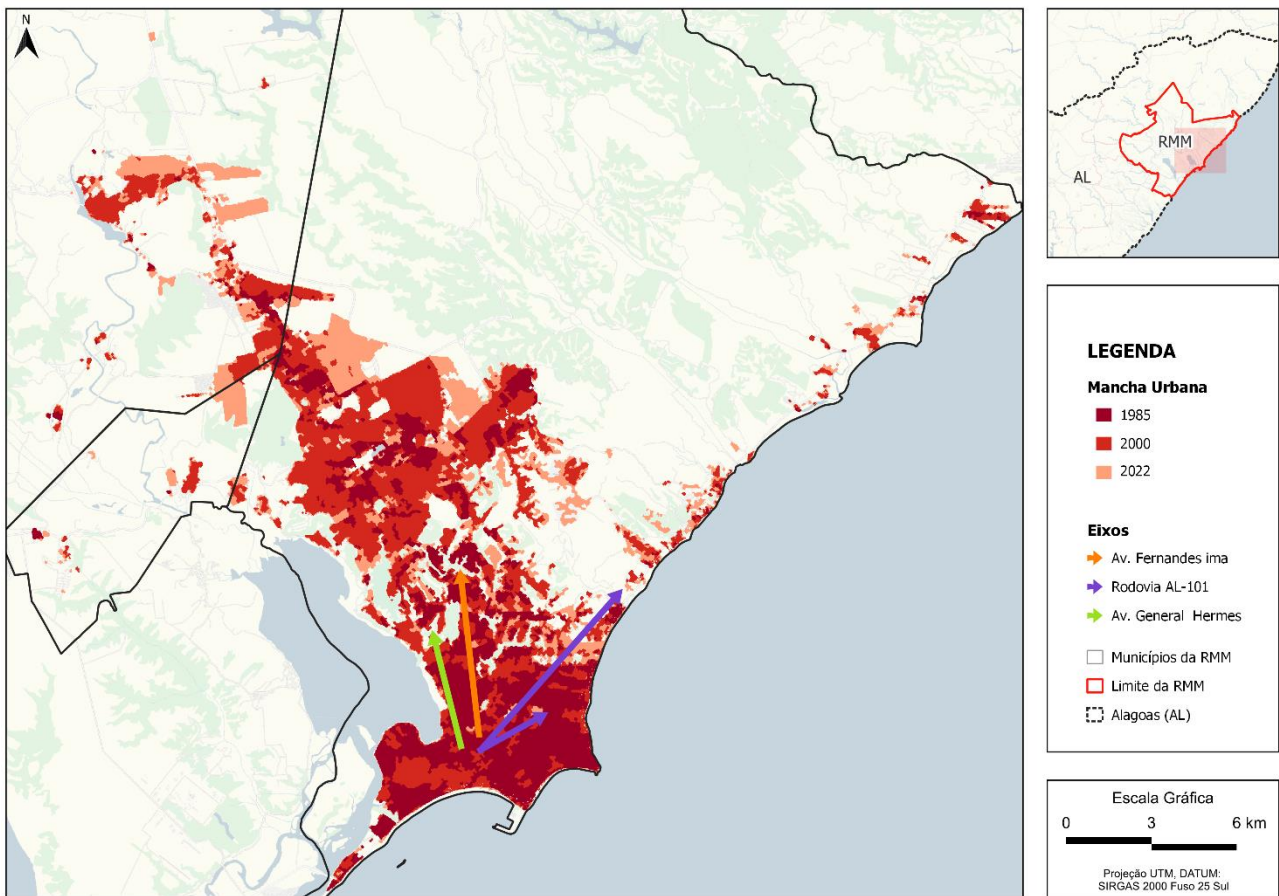 N
RMM
AL
LEGENDA
Mancha Urbana
1985
2000
2022
Eixos
Av. Fernandes ima
Rodovia AL-101
Av. General Hermes
Municípios da RMM
Limite da RMM
Alagoas (AL)
Escala Gráfica
0 3 6 km
Projeção UTM, DATUM:
SIRGAS 2000 Fuso 25 Sul